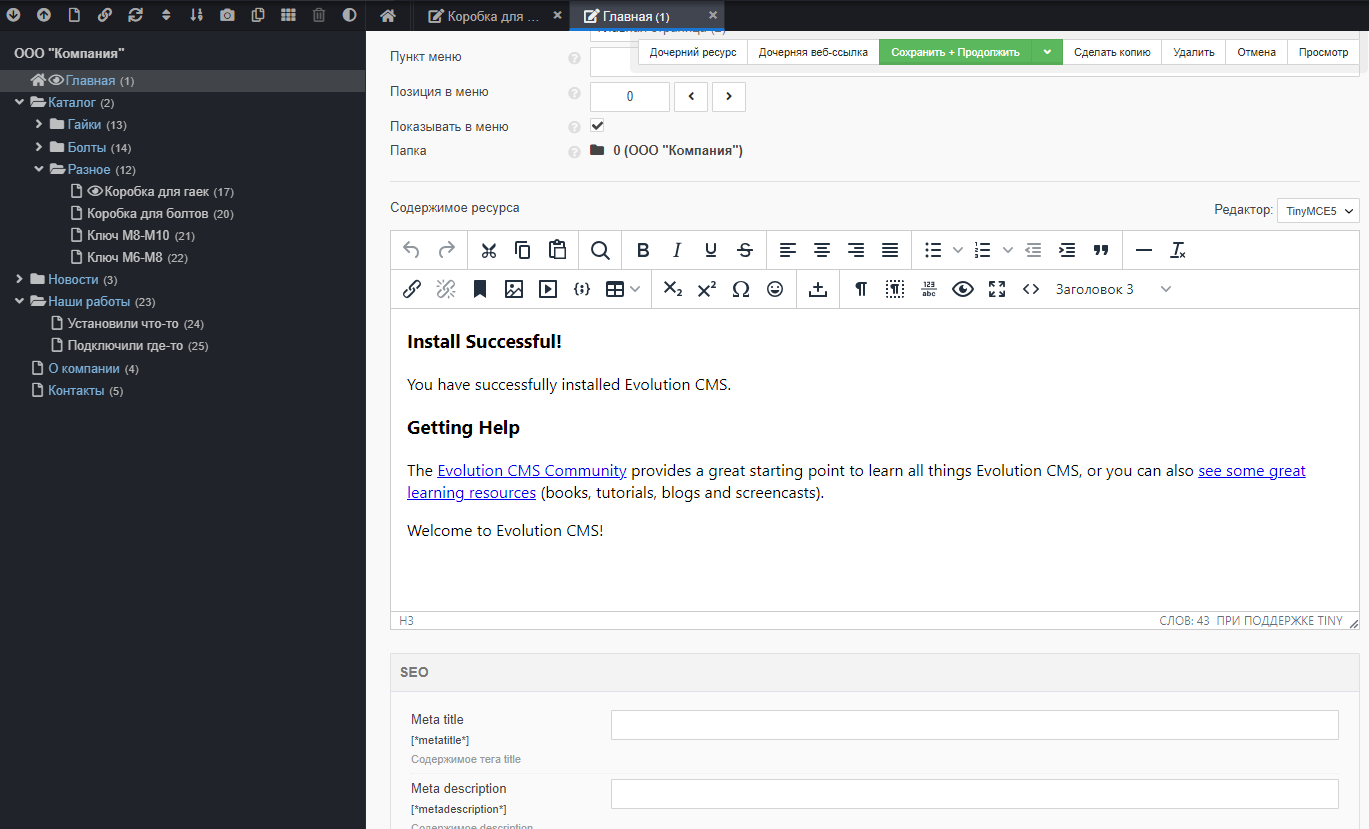 Коробка для ...
Главная (1)
ООО "Компания"
Главная (1)
Каталог (2)
Гайки (13)
Болты (14)
Разное (12)
Коробка для гаек (17)
Коробка для болтов (20)
Ключ М8-М10 (21)
Ключ М6-М8 (22)
Новости (3)
Наши работы (23)
Установили что-то (24)
Подключили где-то (25)
О компании (4)
Контакты (5)
Дочерний ресурс
Дочерняя веб-ссылка
Сохранить + Продолжить
Сделать копию
Удалить
Отмена
Просмотр
Пункт меню
Позиция в меню
0
Показывать в меню
Папка
0 (ООО "Компания")
Содержимое ресурса
Редактор: TinyMCE5
Заголовок 3
Install Successful!
You have successfully installed Evolution CMS.
Getting Help
The Evolution CMS Community provides a great starting point to learn all things Evolution CMS, or you can also see some great
learning resources (books, tutorials, blogs and screencasts).
Welcome to Evolution CMS!
H3
СЛОВ: 43 ПРИ ПОДДЕРЖКЕ TINY
SEO
Meta title
[*metatitle*]
Содержимое тега title
Meta description
[*metadescription*]
Содержимое description